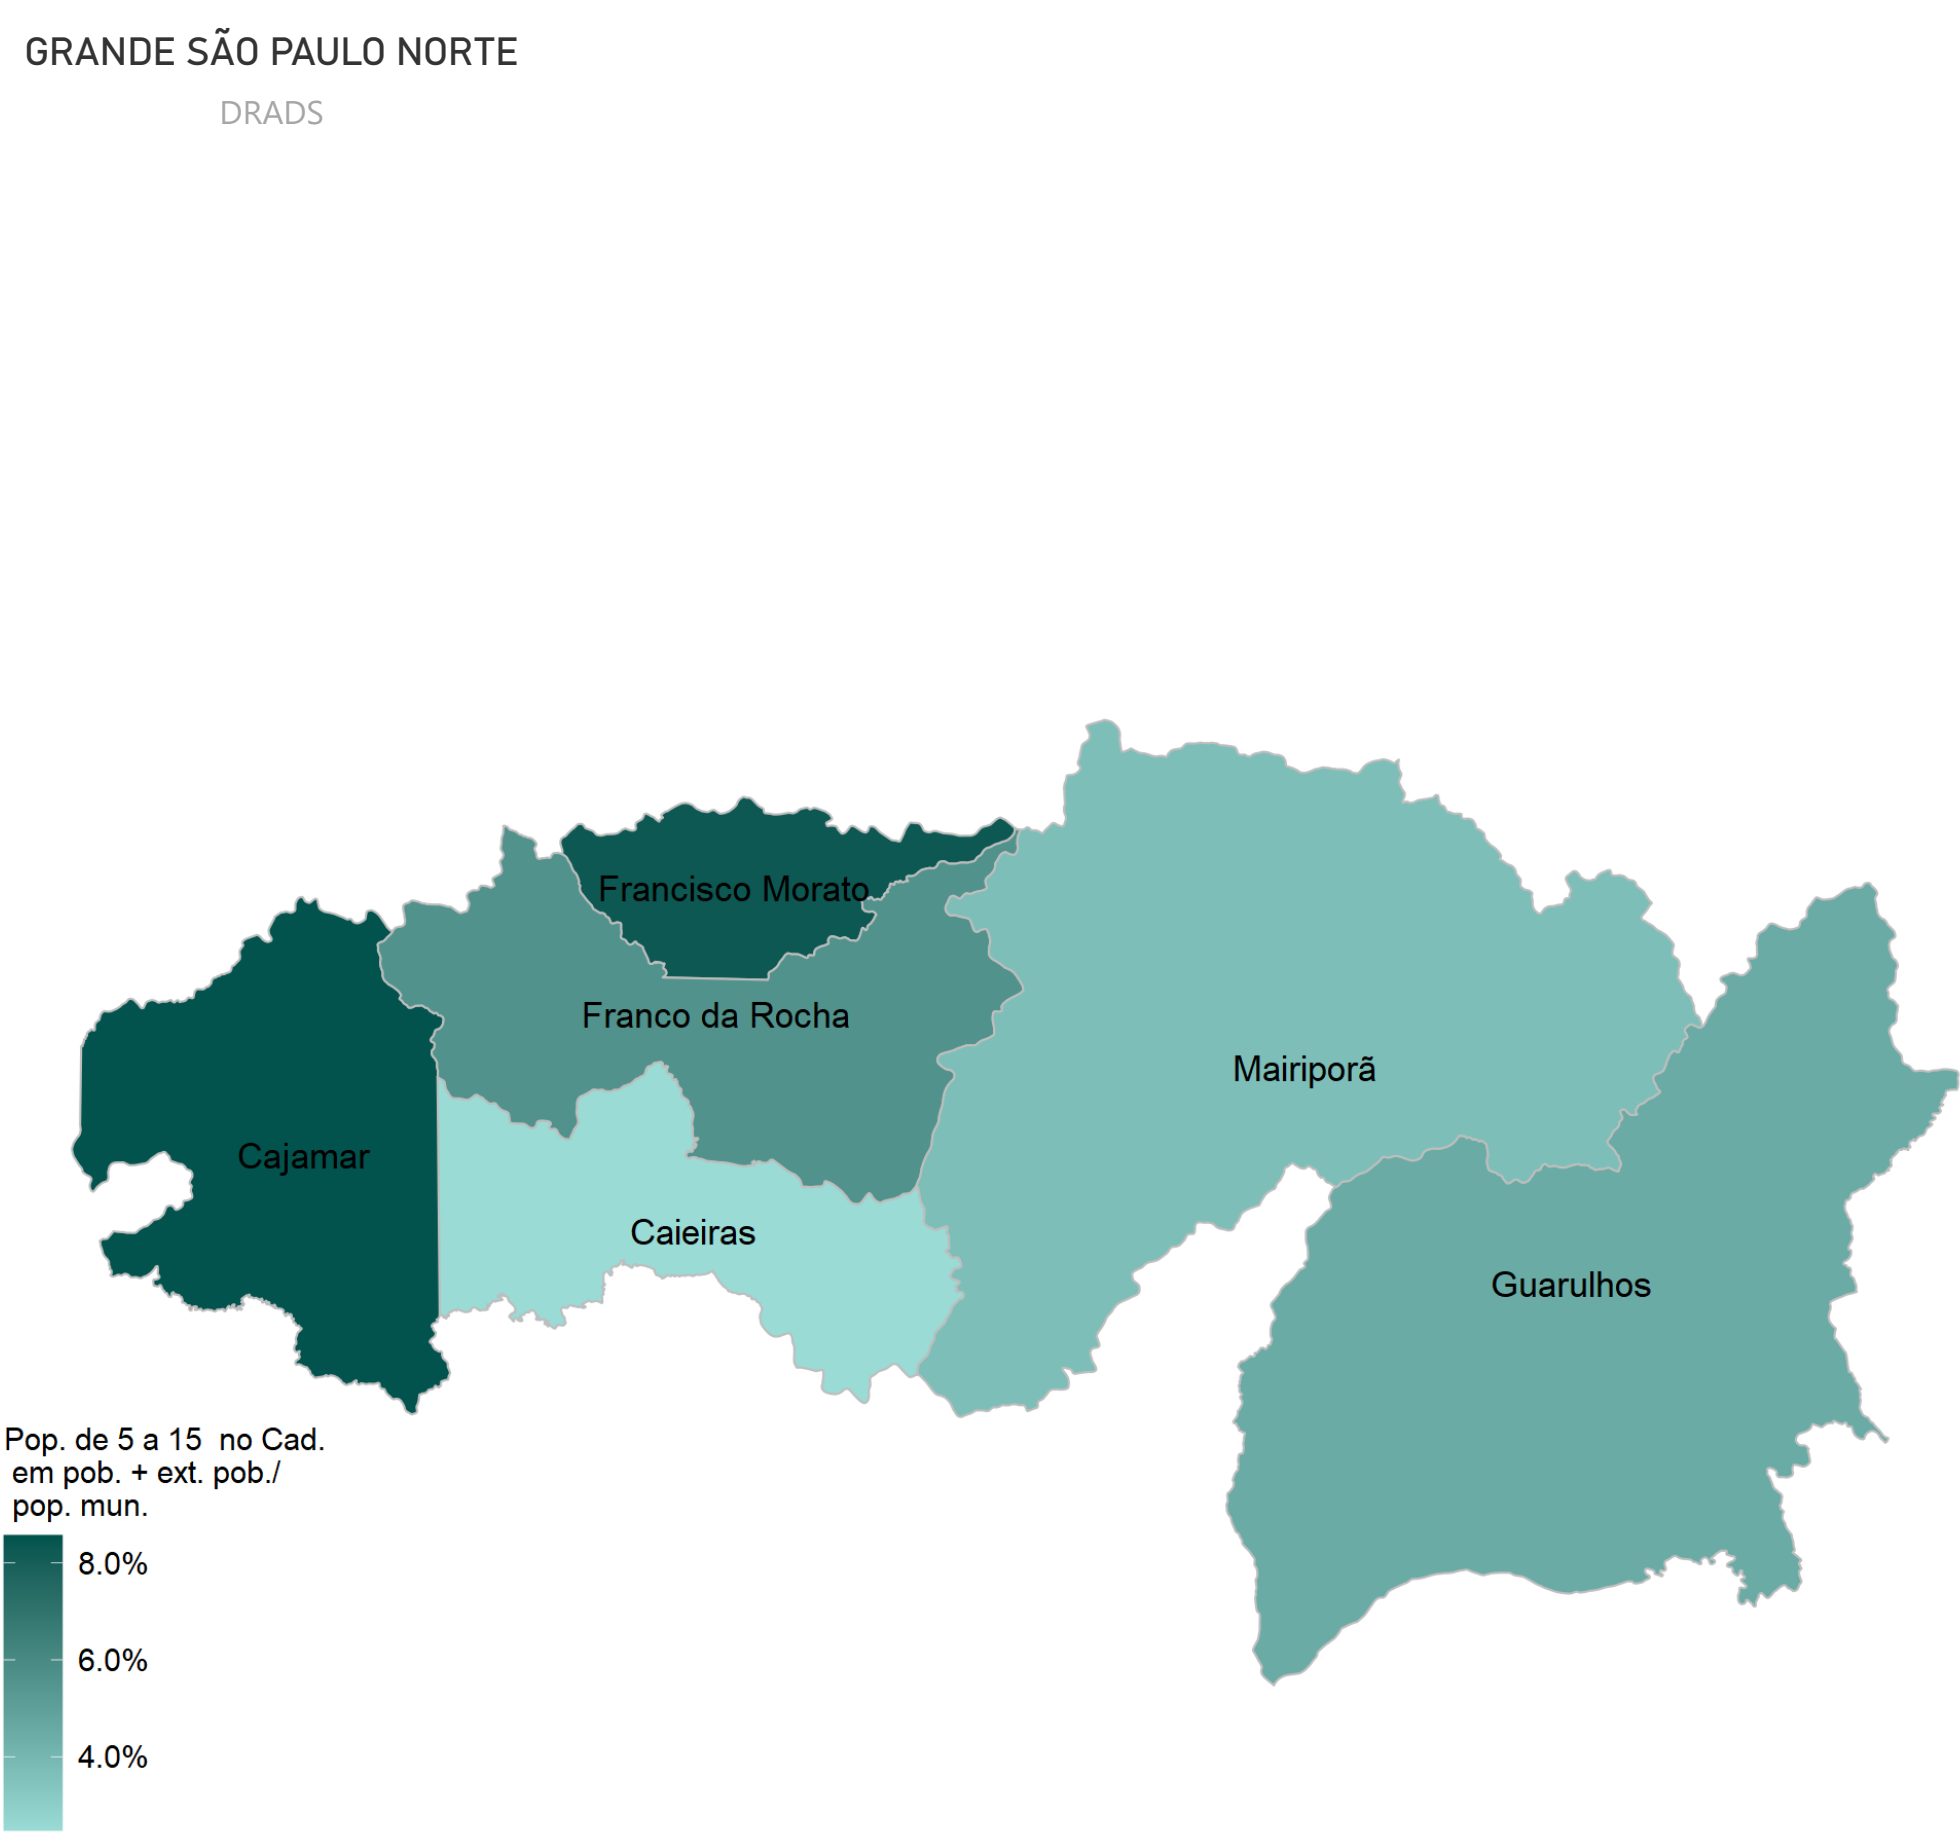 GRANDE SÃO PAULO NORTE
DRADS
Francisco Morato
Franco da Rocha
Mairiporã
Cajamar
Caieiras
Guarulhos
Pop. de 5 a 15  no Cad.
em pob. + ext. pob./
pop. mun.
8.0%
6.0%
4.0%